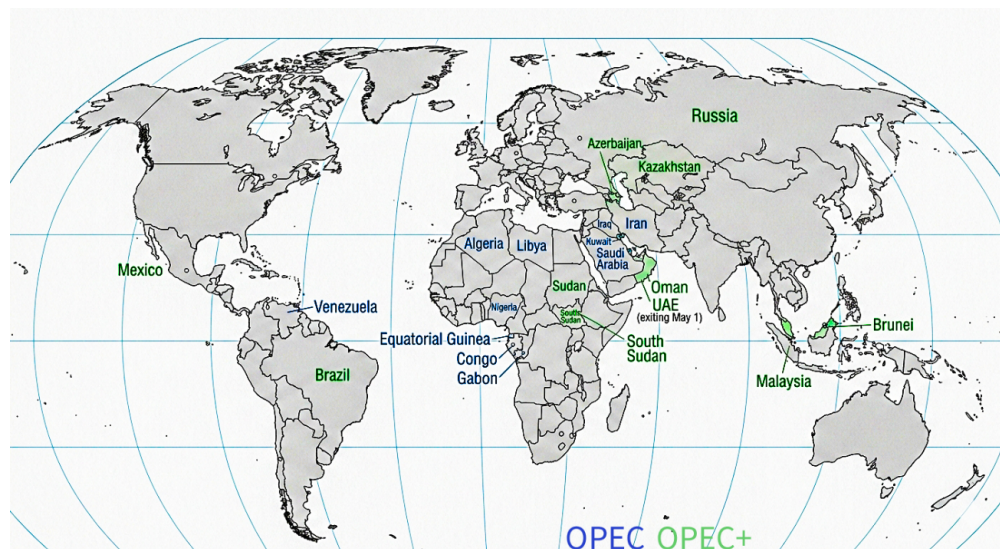 Russia
Azerbaijan
Kazakhstan
Iraq
Iran
Kuwait
Saudi
Arabia
Algeria
Libya
Mexico
Sudan
Oman
UAE
(exiting May 1)
Venezuela
Nigeria
South
Sudan
Brunei
Equatorial Guinea
South
Sudan
Congo
Gabon
Brazil
Malaysia
OPEC OPEC+